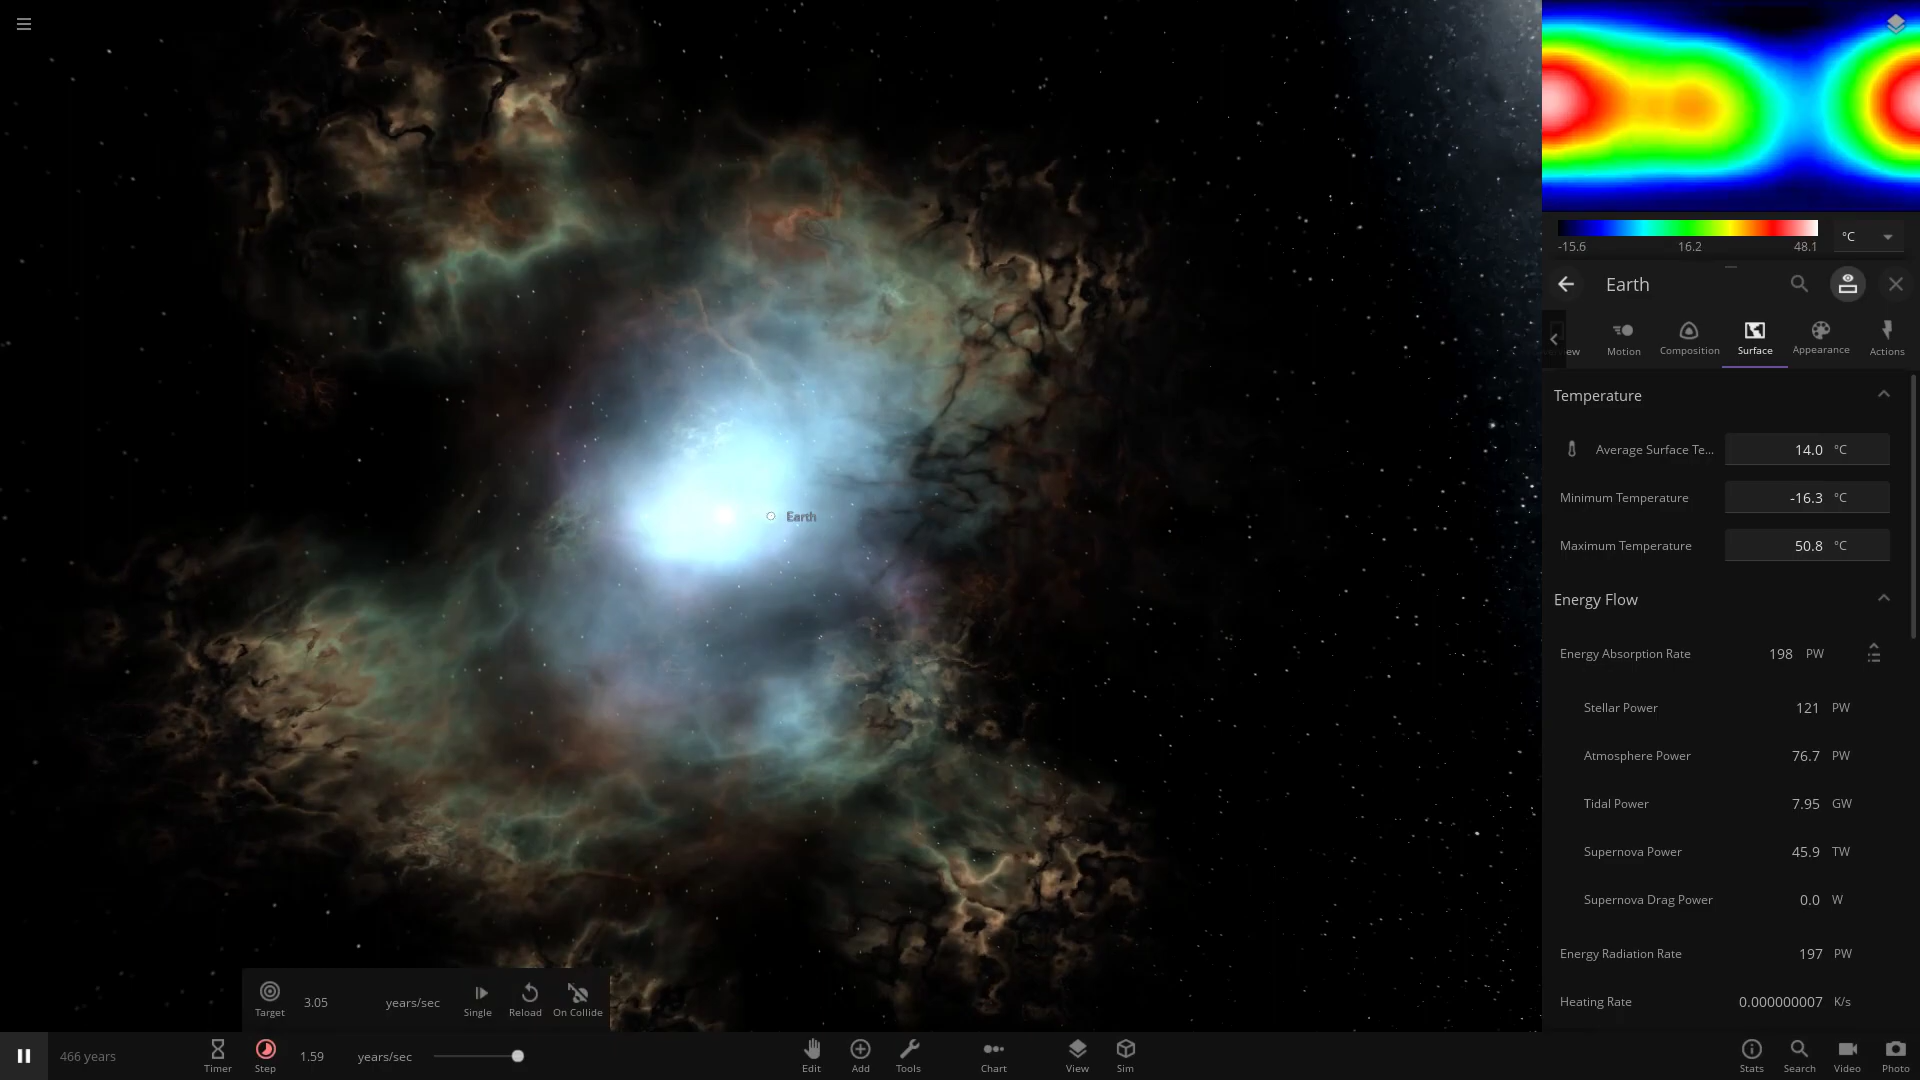 -15.6 16.2 48.1 °C
Earth
Motion Composition Surface Appearance Actions
Temperature
Average Surface Te... 14.0 °C
Minimum Temperature -16.3 °C
Maximum Temperature 50.8 °C
Energy Flow
Energy Absorption Rate 198 PW
Stellar Power 121 PW
Atmosphere Power 76.7 PW
Tidal Power 7.95 GW
Supernova Power 45.9 TW
Supernova Drag Power 0.0 W
Energy Radiation Rate 197 PW
Heating Rate 0.000000007 K/s
Earth
Target 3.05 years/sec Single Reload On Collide
466 years Timer Step 1.59 years/sec Edit Add Tools Chart View Sim Stats Search Video Photo